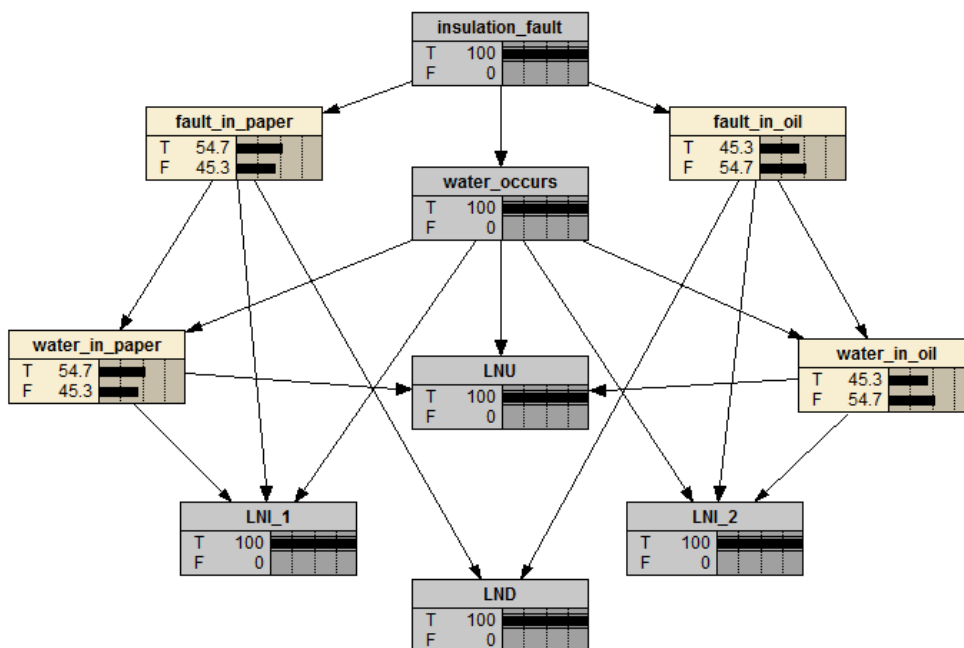 insulation_fault
T 100
F 0
fault_in_paper
T 54.7
F 45.3
fault_in_oil
T 45.3
F 54.7
water_occurs
T 100
F 0
water_in_paper
T 54.7
F 45.3
LNU
T 100
F 0
water_in_oil
T 45.3
F 54.7
LNI_1
T 100
F 0
LNI_2
T 100
F 0
LND
T 100
F 0